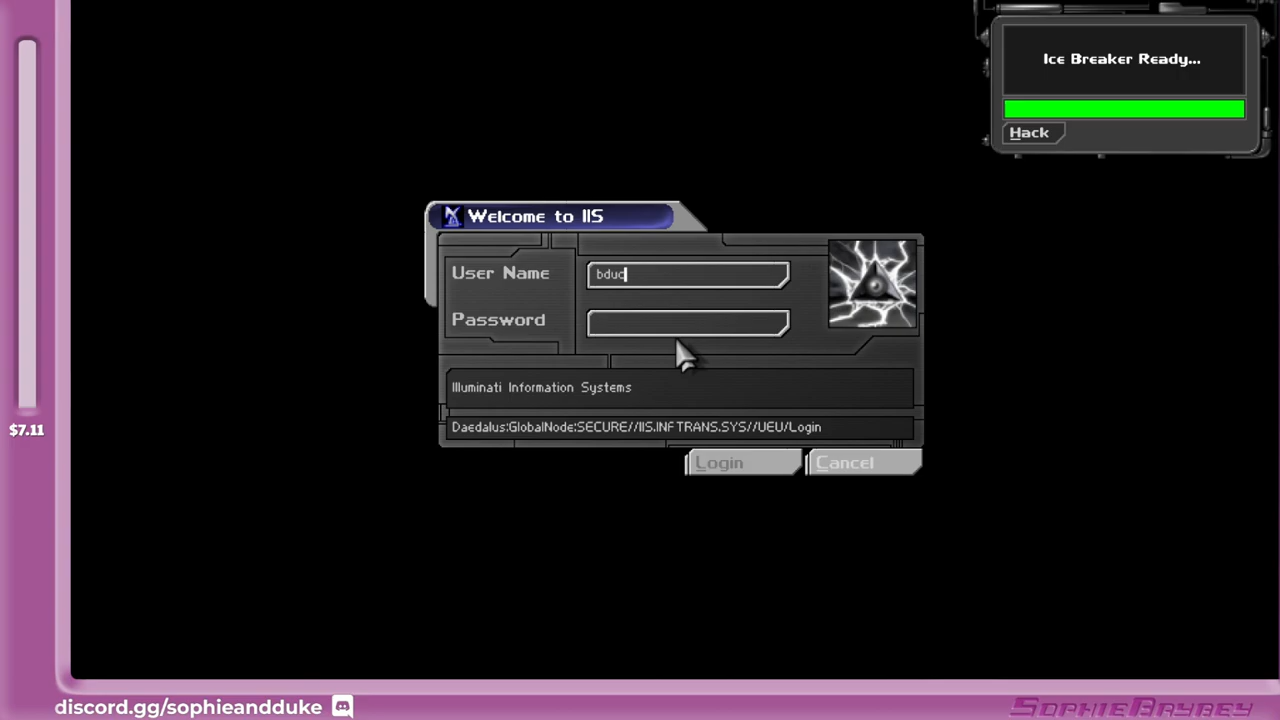 Ice Breaker Ready...
Hack
Welcome to IIS
User Name
bduc
Password
Illuminati Information Systems
Daedalus:GlobalNode:SECURE//IIS.INFTRANS.SYS//UEU/Login
Login
Cancel
$7.11
discord.gg/sophieandduke
SOPHIEBAYBEY